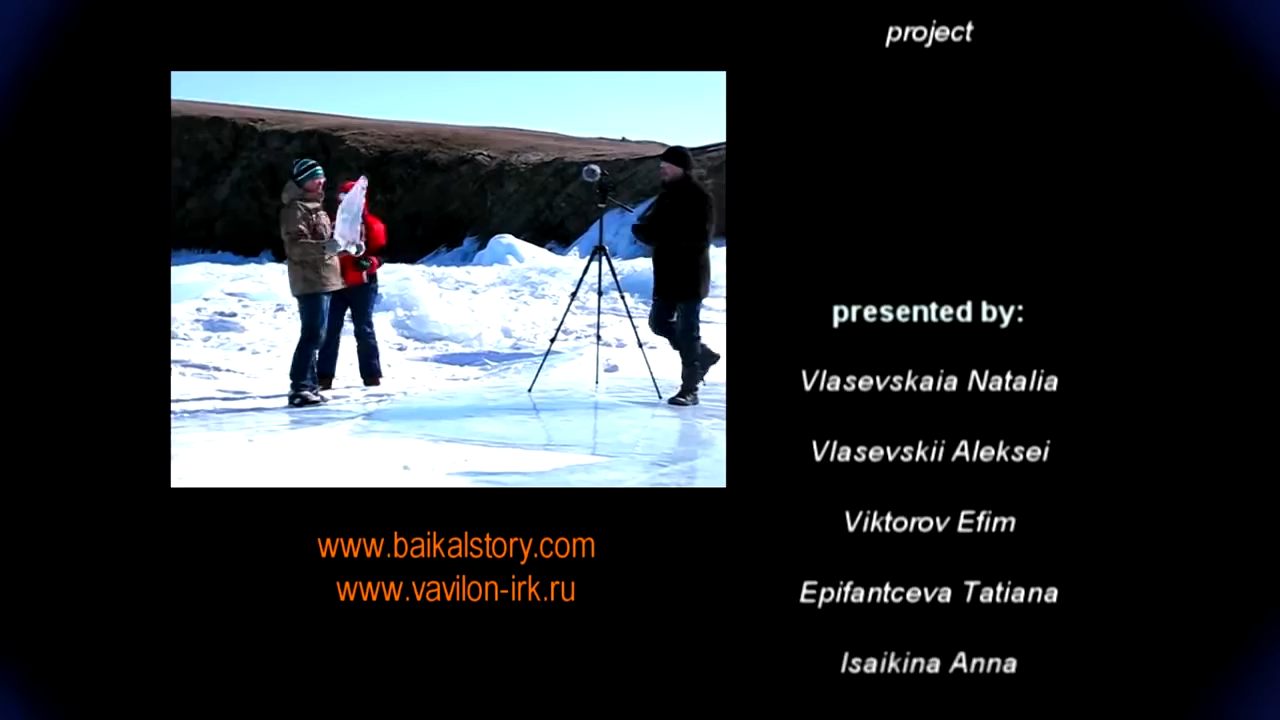 project
presented by:
Vlasevskaia Natalia
Vlasevskii Aleksei
Viktorov Efim
Epifantceva Tatiana
Isaikina Anna
www.baikalstory.com
www.vavilon-irk.ru